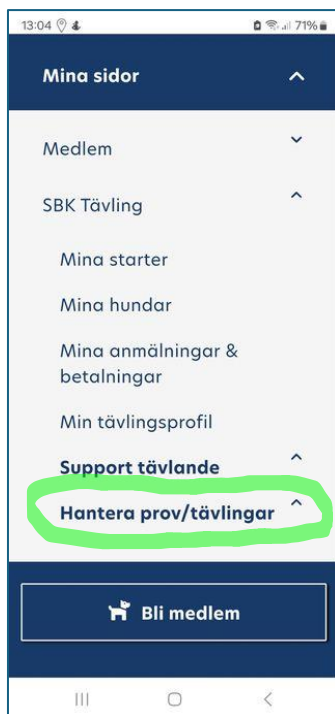 13:04 71%
Mina sidor
Medlem
SBK Tävling
Mina starter
Mina hundar
Mina anmälningar &
betalningar
Min tävlingsprofil
Support tävlande
Hantera prov/tävlingar
Bli medlem